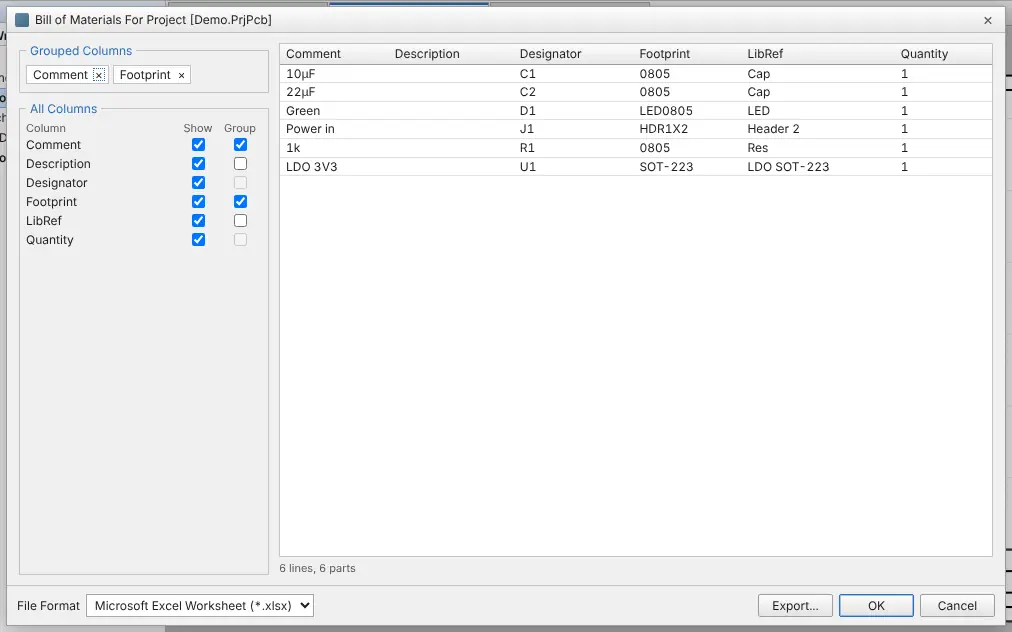 Bill of Materials For Project [Demo.PrjPcb]
Grouped Columns
Comment × Footprint ×
All Columns
Column Show Group
Comment
Description
Designator
Footprint
LibRef
Quantity
Comment Description Designator Footprint LibRef Quantity
10µF C1 0805 Cap 1
22µF C2 0805 Cap 1
Green D1 LED0805 LED 1
Power in J1 HDR1X2 Header 2 1
1k R1 0805 Res 1
LDO 3V3 U1 SOT-223 LDO SOT-223 1
6 lines, 6 parts
File Format Microsoft Excel Worksheet (*.xlsx) Export... OK Cancel